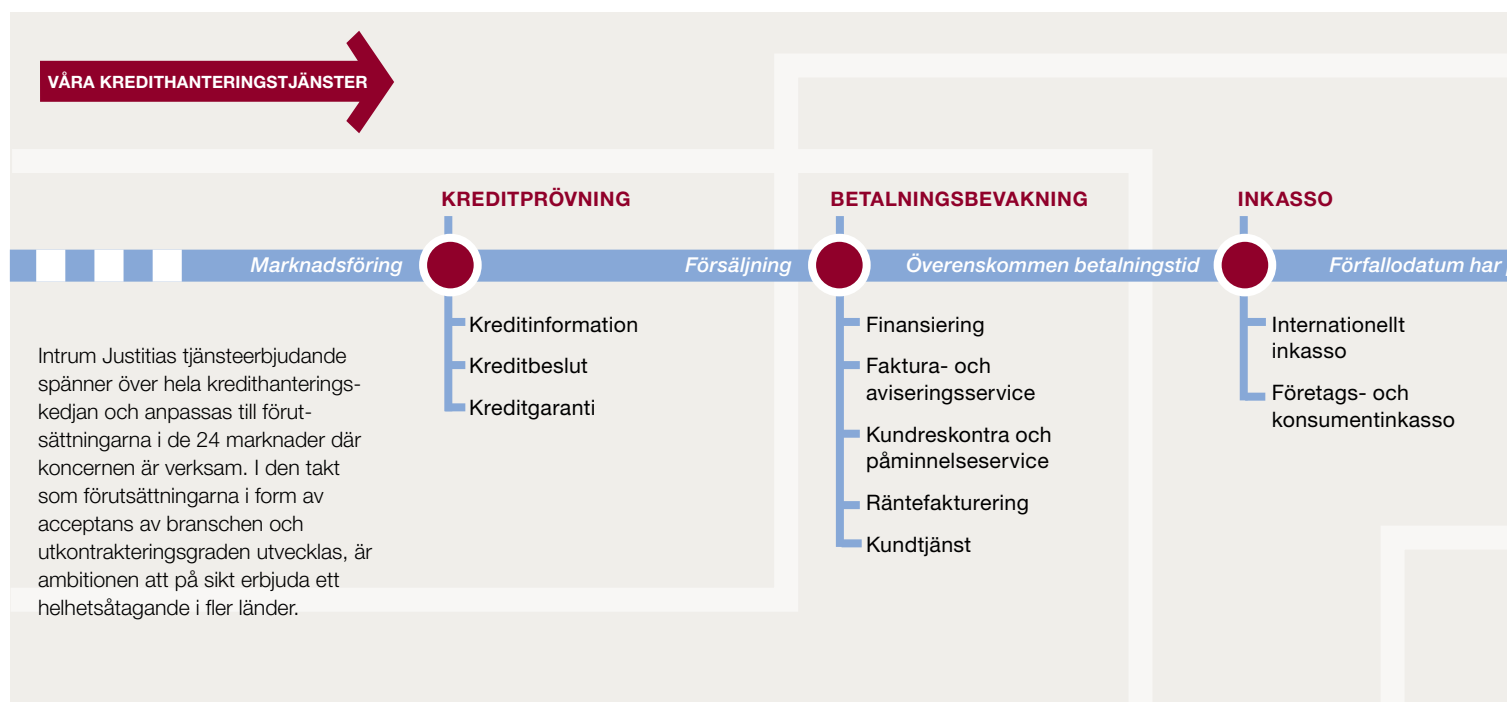 VÅRA KREDITHANTERINGSTJÄNSTER
KREDITPRÖVNING
BETALNINGSBEVAKNING
INKASSO
Marknadsföring
Försäljning
Överenskommen betalningstid
Förfallodatum har
Intrum Justitias tjänsteerbjudande
spänner över hela kredithanterings-
kedjan och anpassas till förut-
sättningarna i de 24 marknader där
koncernen är verksam. I den takt
som förutsättningarna i form av
acceptans av branschen och
utkontrakteringsgraden utvecklas, är
ambitionen att på sikt erbjuda ett
helhetsåtagande i fler länder.
Kreditinformation
Kreditbeslut
Kreditgaranti
Finansiering
Faktura- och
aviseringsservice
Kundreskontra och
påminnelseservice
Räntefakturering
Kundtjänst
Internationellt
inkasso
Företags- och
konsumentinkasso